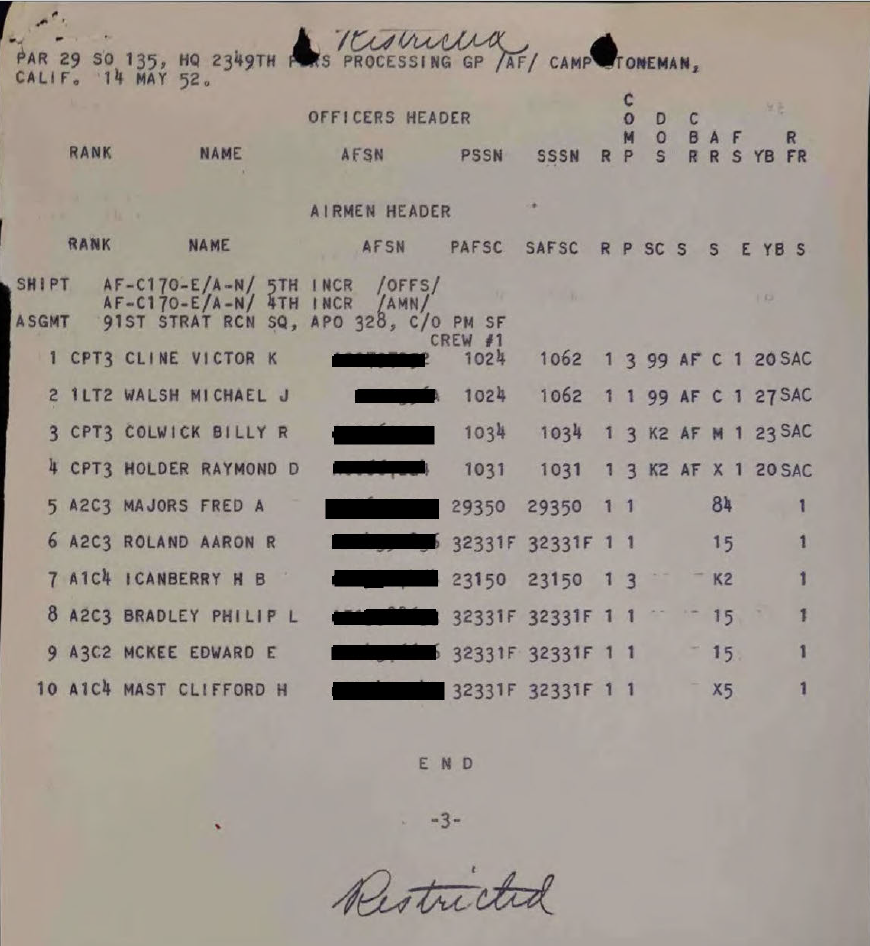 Restricted
PAR 29 SO 135, HQ 2349TH PROCESSING GP /AF/ CAMP STONEMAN,
CALIF. 14 MAY 52.
C
OFFICERS HEADER O D C
M O B A F R
RANK NAME AFSN PSSN SSSN R P S R R S YB FR
AIRMEN HEADER
RANK NAME AFSN PAFSC SAFSC R P SC S S E YB S
SHIPT AF-C170-E/A-N/ 5TH INCR /OFFS/
AF-C170-E/A-N/ 4TH INCR /AMN/
ASGMT 91ST STRAT RCN SQ, APO 328, C/O PM SF
CREW #1
1 CPT3 CLINE VICTOR K 1024 1062 1 3 99 AF C 1 20 SAC
2 1LT2 WALSH MICHAEL J 1024 1062 1 1 99 AF C 1 27 SAC
3 CPT3 COLWICK BILLY R 1034 1034 1 3 K2 AF M 1 23 SAC
4 CPT3 HOLDER RAYMOND D 1031 1031 1 3 K2 AF X 1 20 SAC
5 A2C3 MAJORS FRED A 29350 29350 1 1 84 1
6 A2C3 ROLAND AARON R 32331F 32331F 1 1 15 1
7 A1C4 ICANBERRY H B 23150 23150 1 3 K2 1
8 A2C3 BRADLEY PHILIP L 32331F 32331F 1 1 15 1
9 A3C2 MCKEE EDWARD E 32331F 32331F 1 1 15 1
10 A1C4 MAST CLIFFORD H 32331F 32331F 1 1 X5 1
E N D
-3-
Restricted